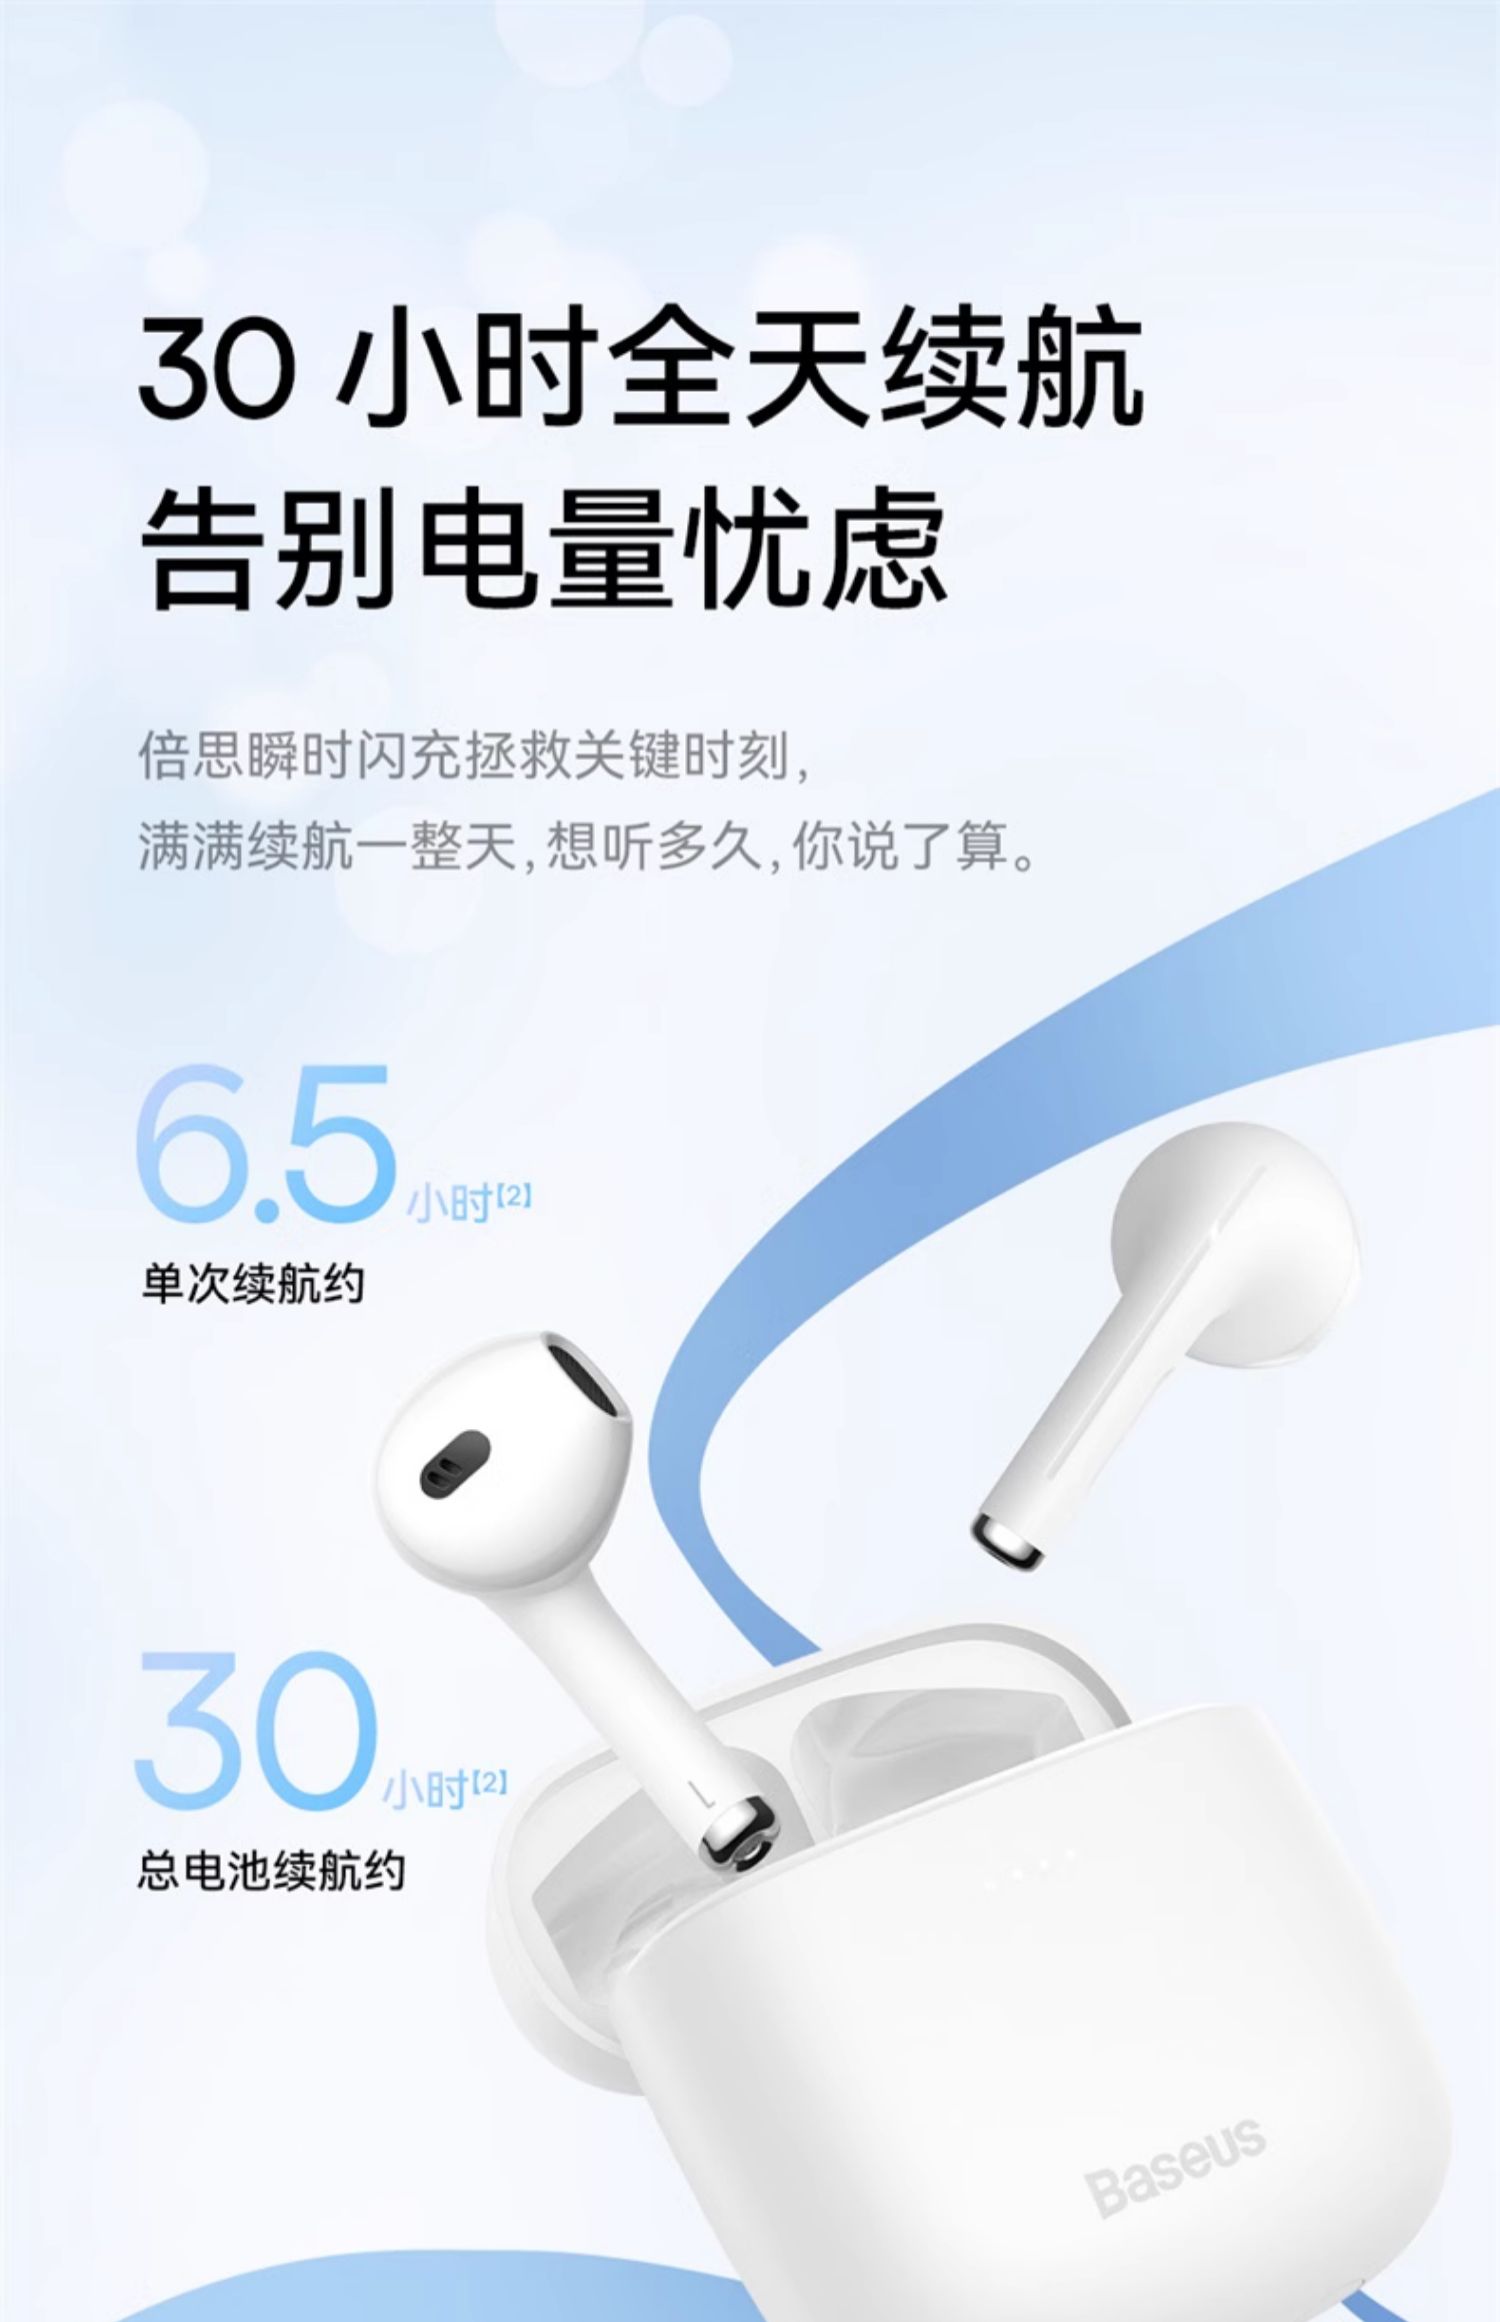 30 小时全天续航
告别电量忧虑
倍思瞬时闪充拯救关键时刻,
满满续航一整天,想听多久,你说了算。
6.5小时【2】
单次续航约
L
30小时【2】
总电池续航约
Baseus